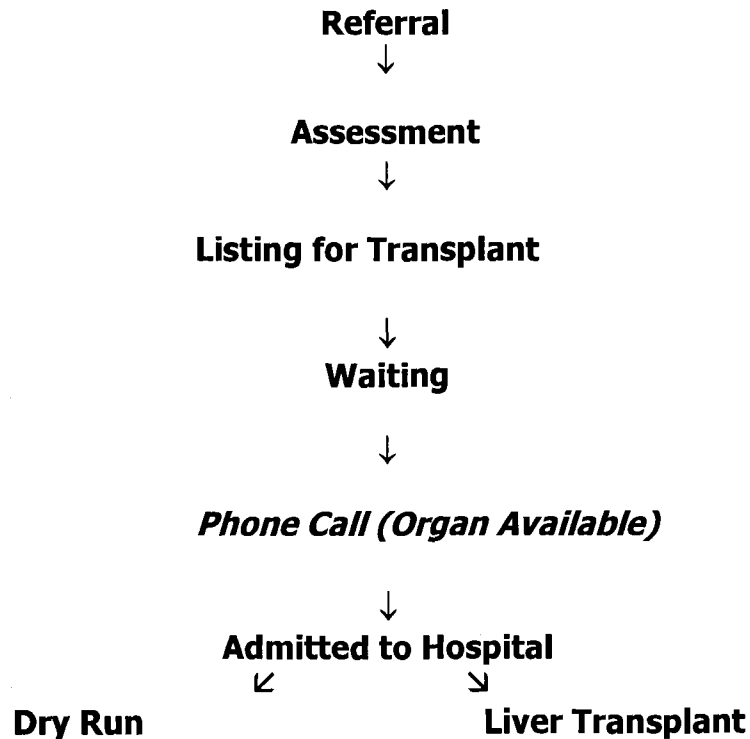 Referral
↓
Assessment
↓
Listing for Transplant
↓
Waiting
↓
Phone Call (Organ Available)
↓
Admitted to Hospital
↙ ↘
Dry Run Liver Transplant